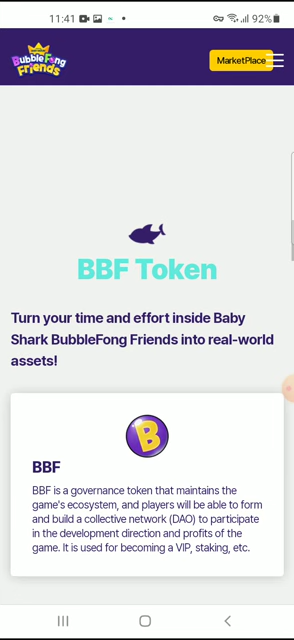 11:41
92%
BubbleFong
Friends
MarketPlace
BBF Token
Turn your time and effort inside Baby
Shark BubbleFong Friends into real-world
assets!
B
BBF
BBF is a governance token that maintains the
game's ecosystem, and players will be able to form
and build a collective network (DAO) to participate
in the development direction and profits of the
game. It is used for becoming a VIP, staking, etc.